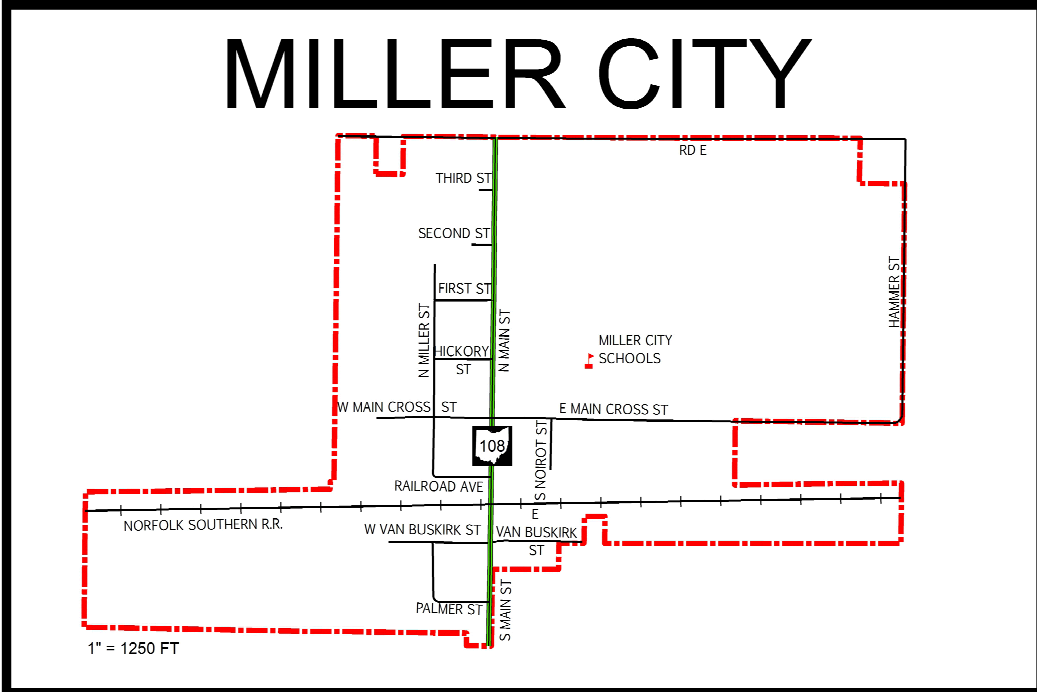 MILLER CITY
RD E
THIRD ST
SECOND ST
HAMMER ST
FIRST ST
N MILLER ST
N MAIN ST
HICKORY
ST
MILLER CITY
SCHOOLS
W MAIN CROSS ST
E MAIN CROSS ST
108
S NOIROT ST
RAILROAD AVE
NORFOLK SOUTHERN R.R.
W VAN BUSKIRK ST
E
VAN BUSKIRK
ST
PALMER ST
S MAIN ST
1" = 1250 FT